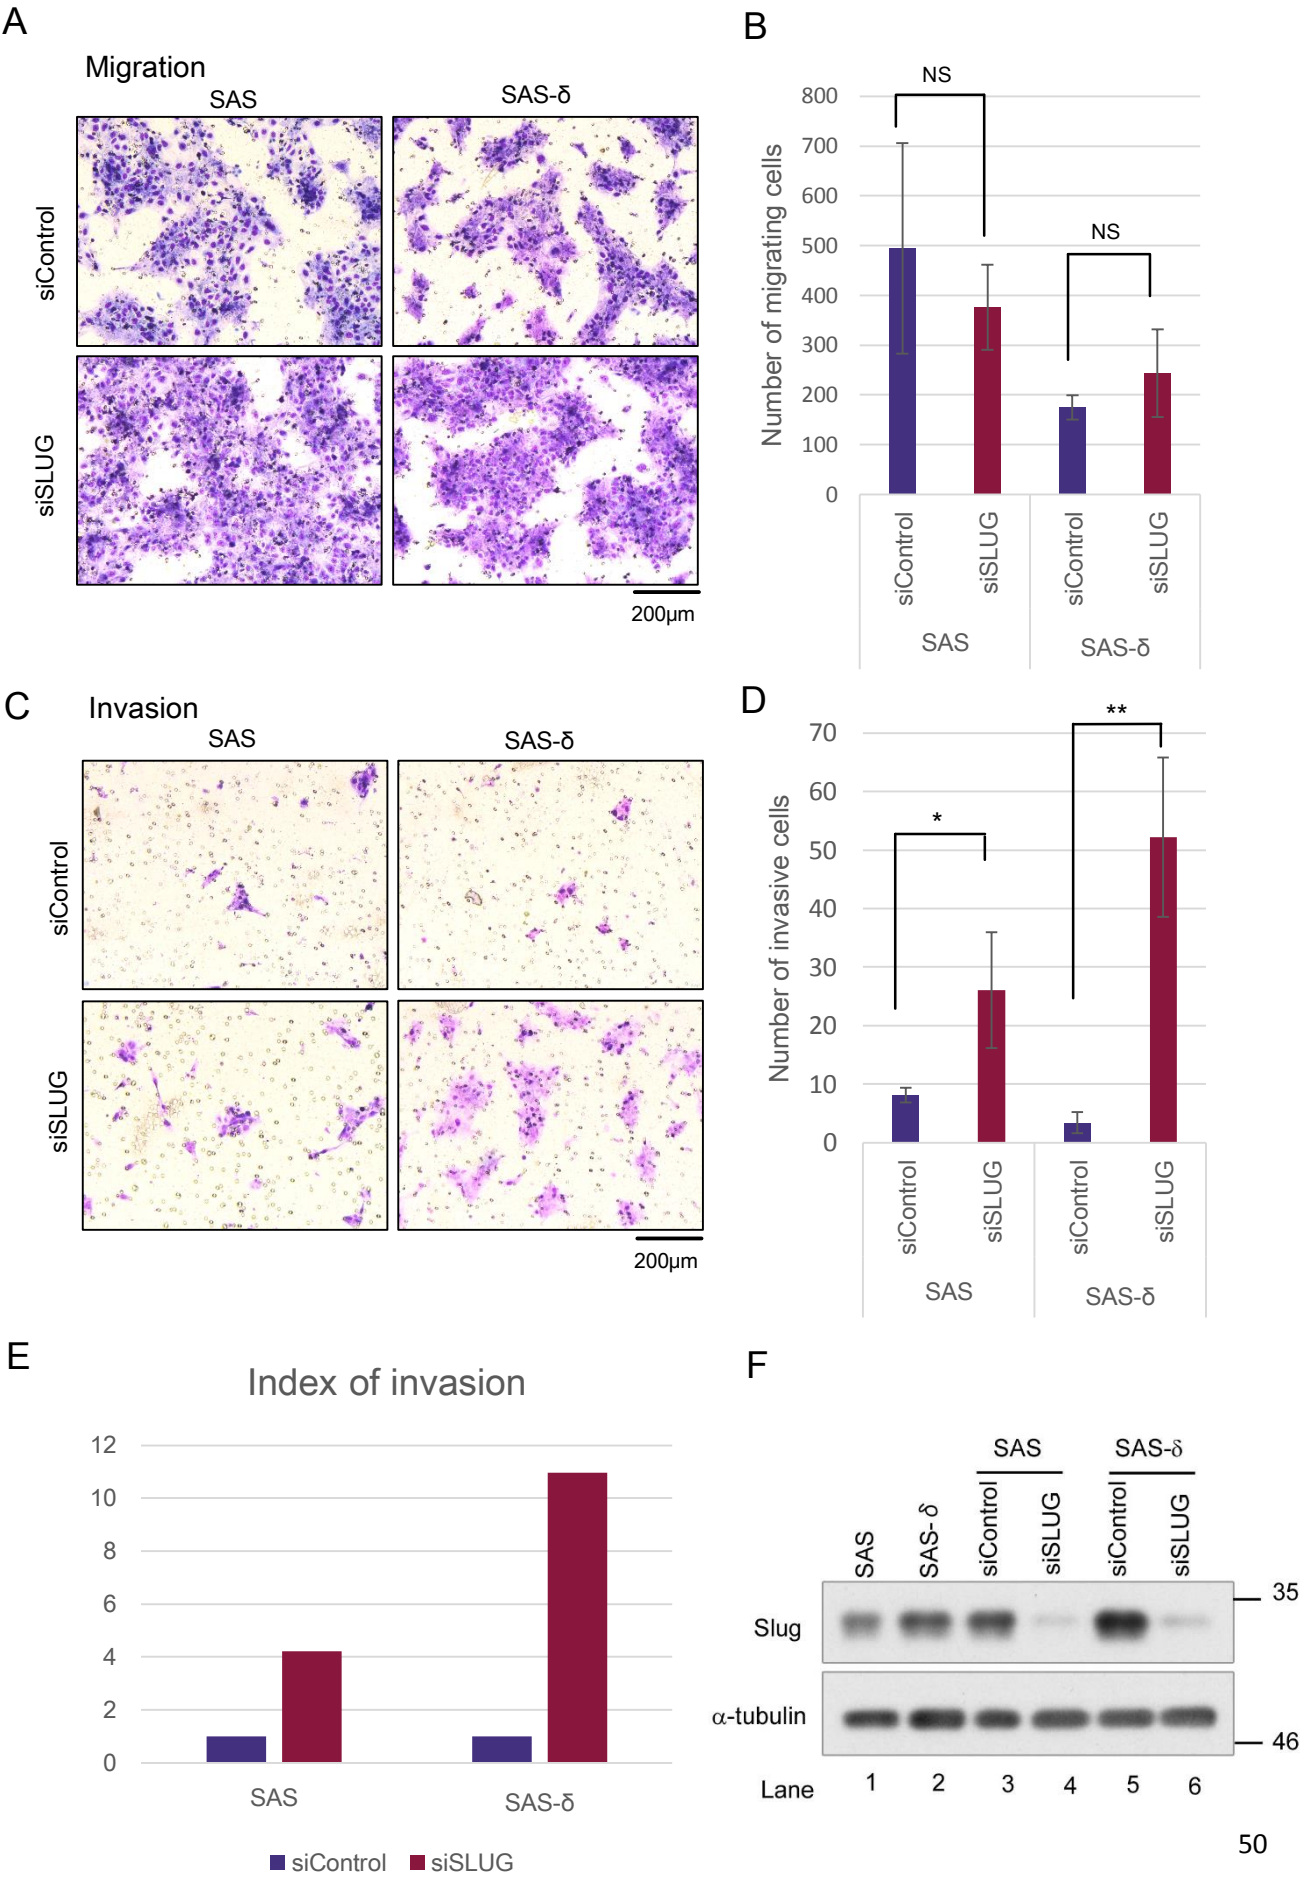 A
Migration
SAS
SAS-δ
siControl
siSLUG
200μm
B
Number of migrating cells
800
700
600
500
400
300
200
100
0
NS
NS
siControl
siSLUG
siControl
siSLUG
SAS
SAS-δ
C
Invasion
SAS
SAS-δ
siControl
siSLUG
200μm
D
Number of invasive cells
70
60
50
40
30
20
10
0
*
**
siControl
siSLUG
siControl
siSLUG
SAS
SAS-δ
E
Index of invasion
12
10
8
6
4
2
0
SAS
SAS-δ
siControl siSLUG
F
SAS
SAS-δ
SAS
SAS-δ
siControl
siSLUG
siControl
siSLUG
35
Slug
α-tubulin
46
Lane 1 2 3 4 5 6
50